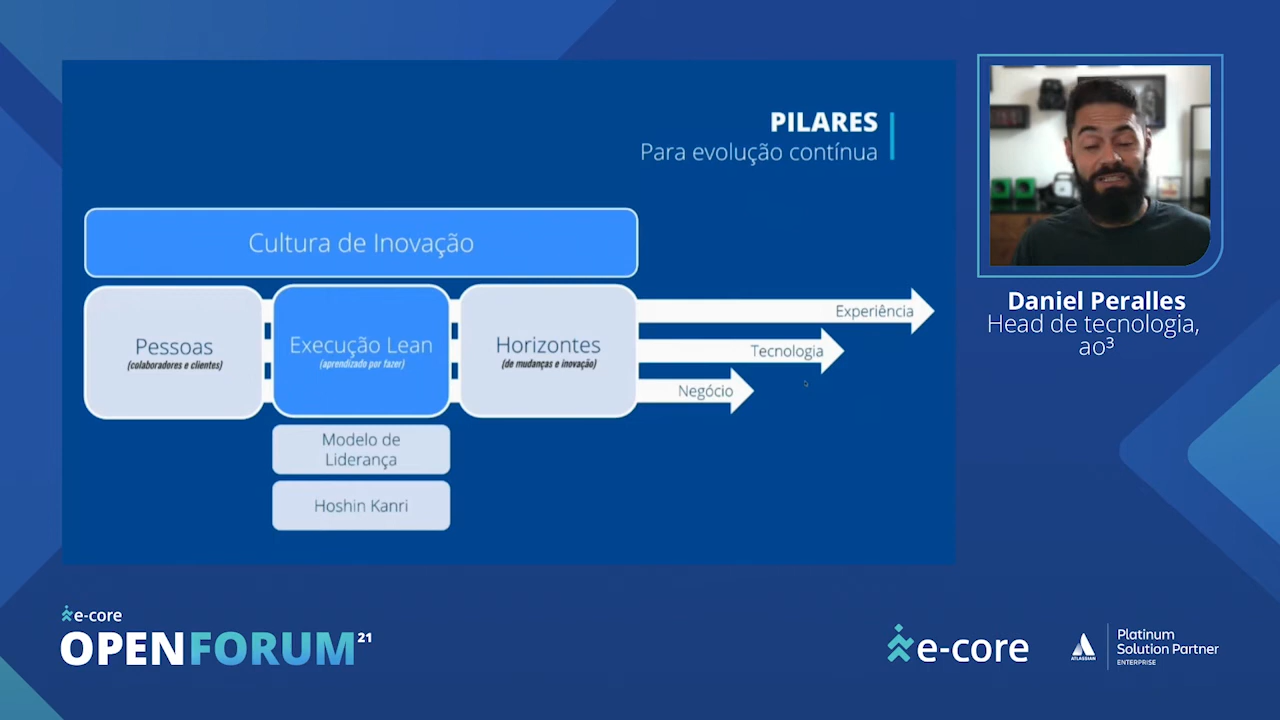 PILARES
Para evolução contínua
Cultura de Inovação
Pessoas
(colaboradores e clientes)
Execução Lean
(aprendizado por fazer)
Horizontes
(de mudanças e inovação)
Experiência
Tecnologia
Negócio
Modelo de
Liderança
Hoshin Kanri
Daniel Peralles
Head de tecnologia,
ao³
e-core
OPENFORUM²¹
e-core
ATLASSIAN
Platinum
Solution Partner
ENTERPRISE